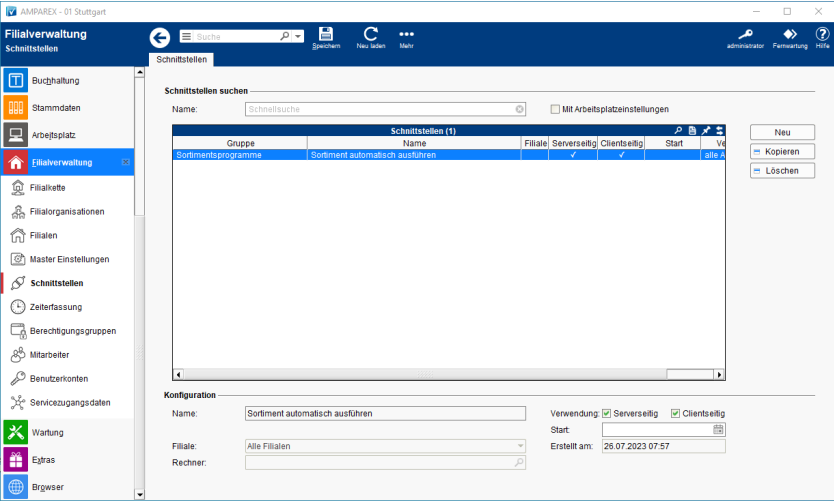 AMPAREX - 01 Stuttgart
Filialverwaltung
Schnittstellen
Suche
Speichern
Neu laden
Mehr
administrator
Fernwartung
Hilfe
Schnittstellen
Buchhaltung
Stammdaten
Arbeitsplatz
Filialverwaltung
Filialkette
Filialorganisationen
Filialen
Master Einstellungen
Schnittstellen
Zeiterfassung
Berechtigungsgruppen
Mitarbeiter
Benutzerkonten
Servicezugangsdaten
Wartung
Extras
Browser
Schnittstellen suchen
Name: Schnellsuche
Mit Arbeitsplatzeinstellungen
Schnittstellen (1)
Gruppe Name Filiale Serverseitig Clientseitig Start Ve
Sortimentsprogramme Sortiment automatisch ausführen ✓ ✓ alle A
Neu
Kopieren
Löschen
Konfiguration
Name: Sortiment automatisch ausführen
Verwendung: Serverseitig Clientseitig
Start:
Filiale: Alle Filialen
Erstellt am: 26.07.2023 07:57
Rechner: